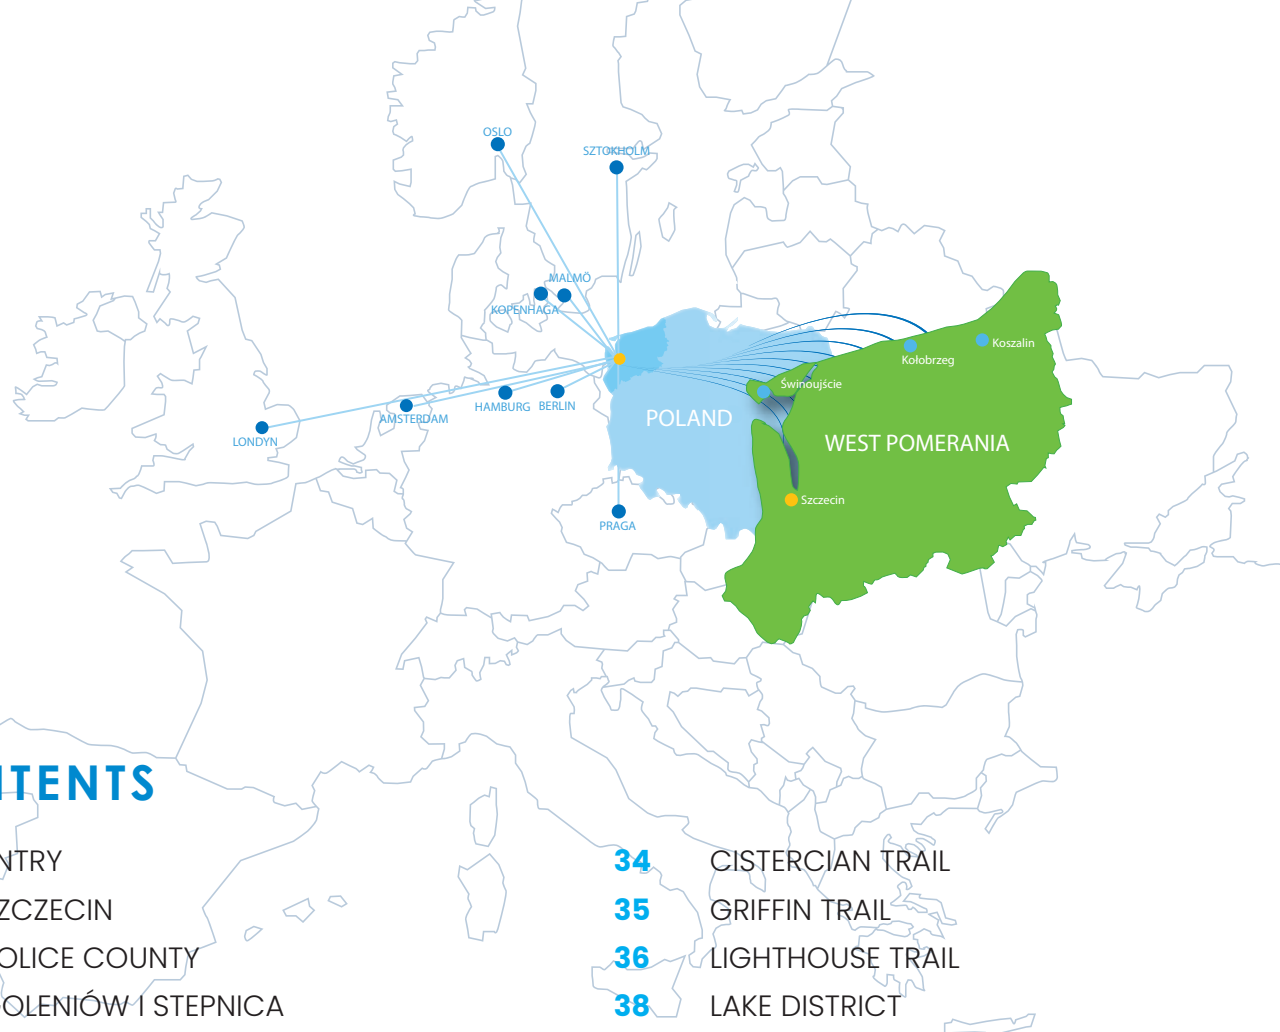 OSLO
SZTOKHOLM
MALMÖ
KOPENHAGA
Koszalin
Kołobrzeg
Świnoujście
HAMBURG
BERLIN
AMSTERDAM
POLAND
LONDYN
WEST POMERANIA
Szczecin
PRAGA
NTENTS
NTRY
ZCZECIN
OLICE COUNTY
OLENIÓW I STEPNICA
34 CISTERCIAN TRAIL
35 GRIFFIN TRAIL
36 LIGHTHOUSE TRAIL
38 LAKE DISTRICT